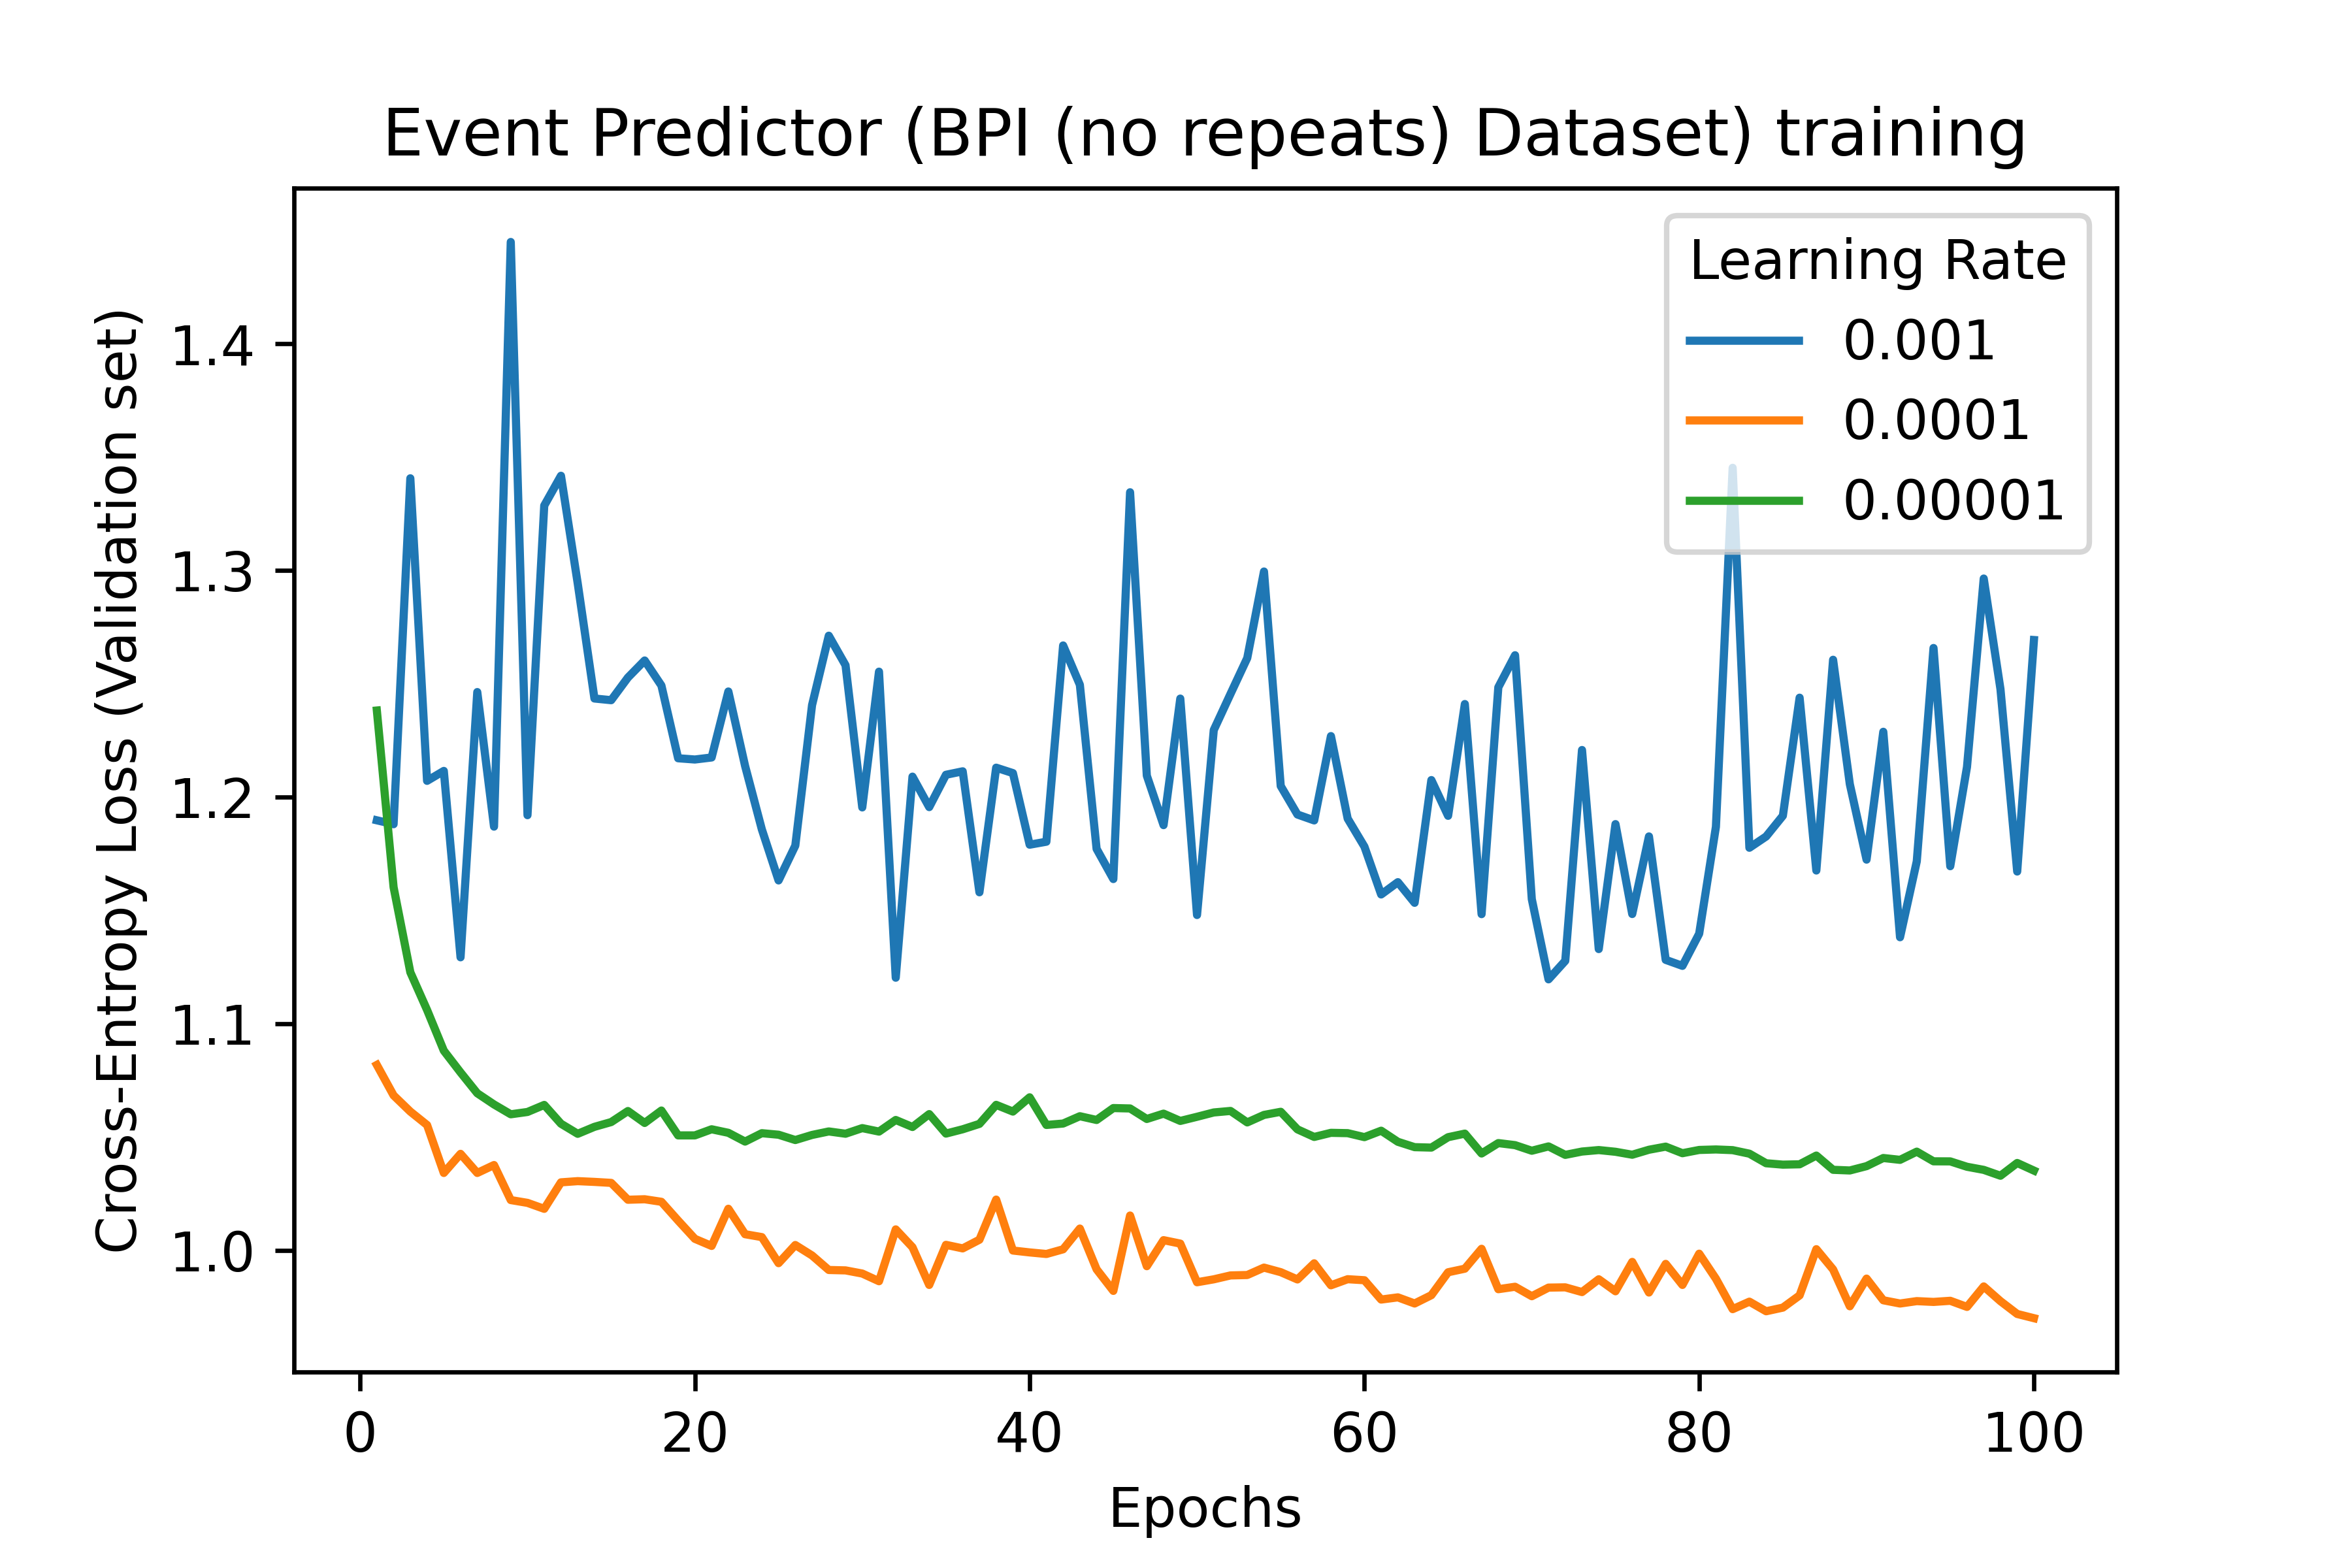 Event Predictor (BPI (no repeats) Dataset) training
Cross-Entropy Loss (Validation set)
1.4
1.3
1.2
1.1
1.0
Learning Rate
0.001
0.0001
0.00001
0 20 40 60 80 100
Epochs